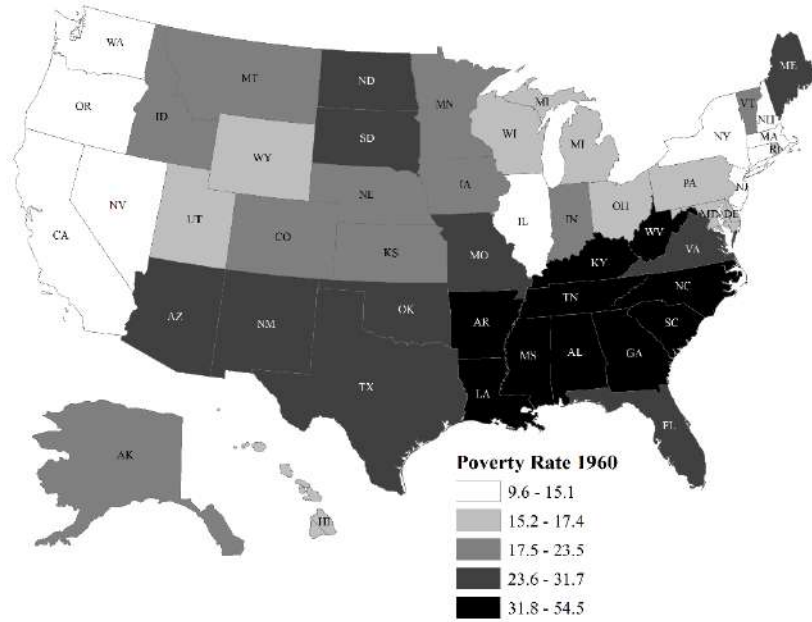 WA
MT
ND
MN
ME
OR
ID
SD
WI
MI
MI
VT
NH
NY
MA
WY
NE
IA
PA
NJ
NV
UT
CO
IL
IN
OH
MD
DE
CA
KS
MO
WV
VA
KY
AZ
NM
OK
AR
TN
NC
SC
MS
AL
GA
TX
LA
FL
AK
HI
Poverty Rate 1960
9.6 - 15.1
15.2 - 17.4
17.5 - 23.5
23.6 - 31.7
31.8 - 54.5